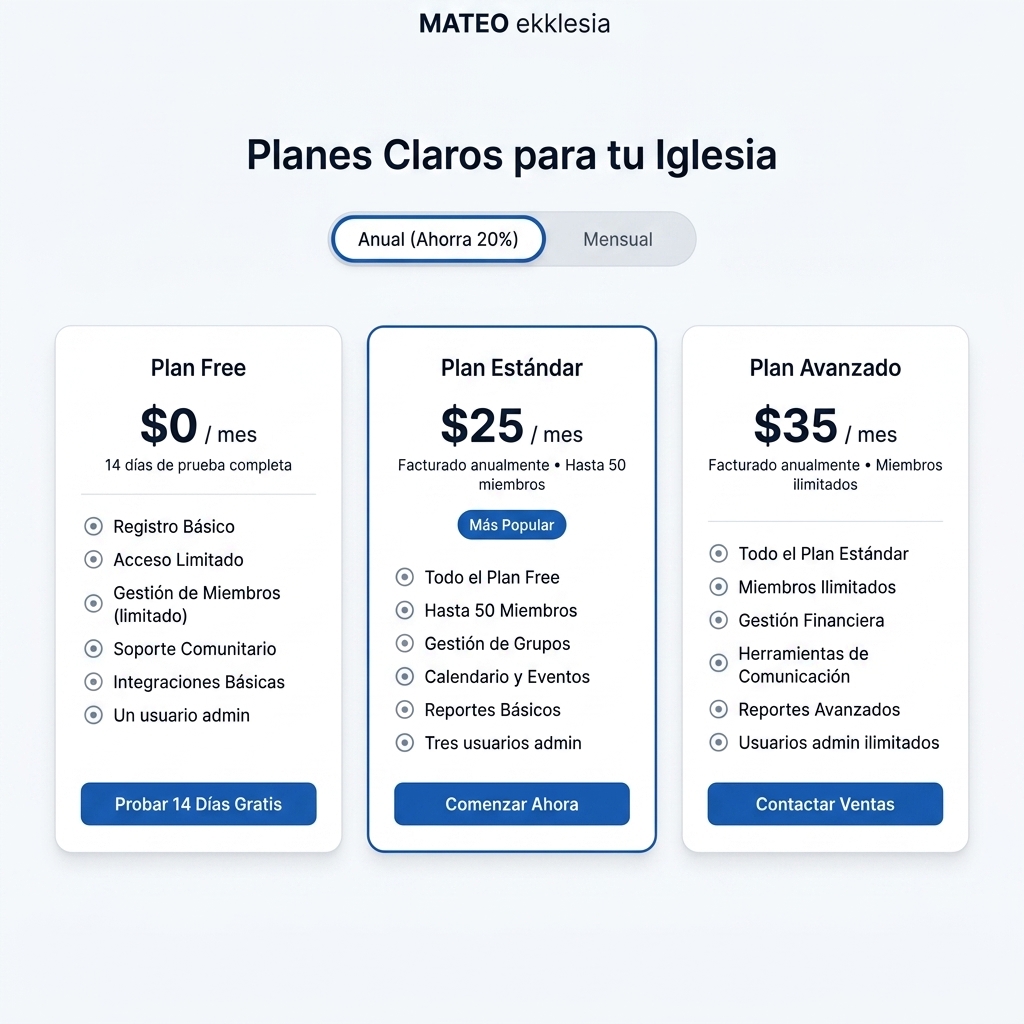 MATEO ekklesia
Planes Claros para tu Iglesia
Anual (Ahorra 20%)
Mensual
Plan Free
$0 / mes
14 días de prueba completa
Registro Básico
Acceso Limitado
Gestión de Miembros
(limitado)
Soporte Comunitario
Integraciones Básicas
Un usuario admin
Probar 14 Días Gratis
Plan Estándar
$25 / mes
Facturado anualmente • Hasta 50
miembros
Más Popular
Todo el Plan Free
Hasta 50 Miembros
Gestión de Grupos
Calendario y Eventos
Reportes Básicos
Tres usuarios admin
Comenzar Ahora
Plan Avanzado
$35 / mes
Facturado anualmente • Miembros
ilimitados
Todo el Plan Estándar
Miembros Ilimitados
Gestión Financiera
Herramientas de
Comunicación
Reportes Avanzados
Usuarios admin ilimitados
Contactar Ventas